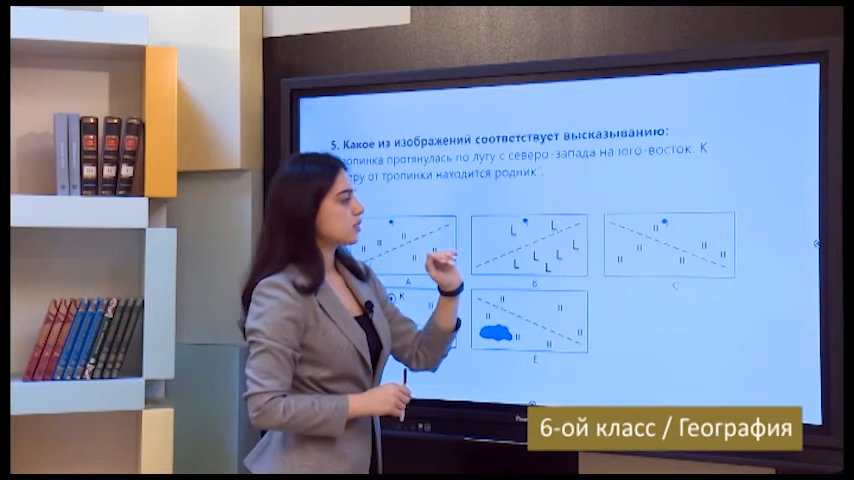 5. Какое из изображений соответствует высказыванию:
тропинка протянулась по лугу с северо-запада на юго-восток. К
от тропинки находится родник".
A
B
C
K
E
6-ой класс / География